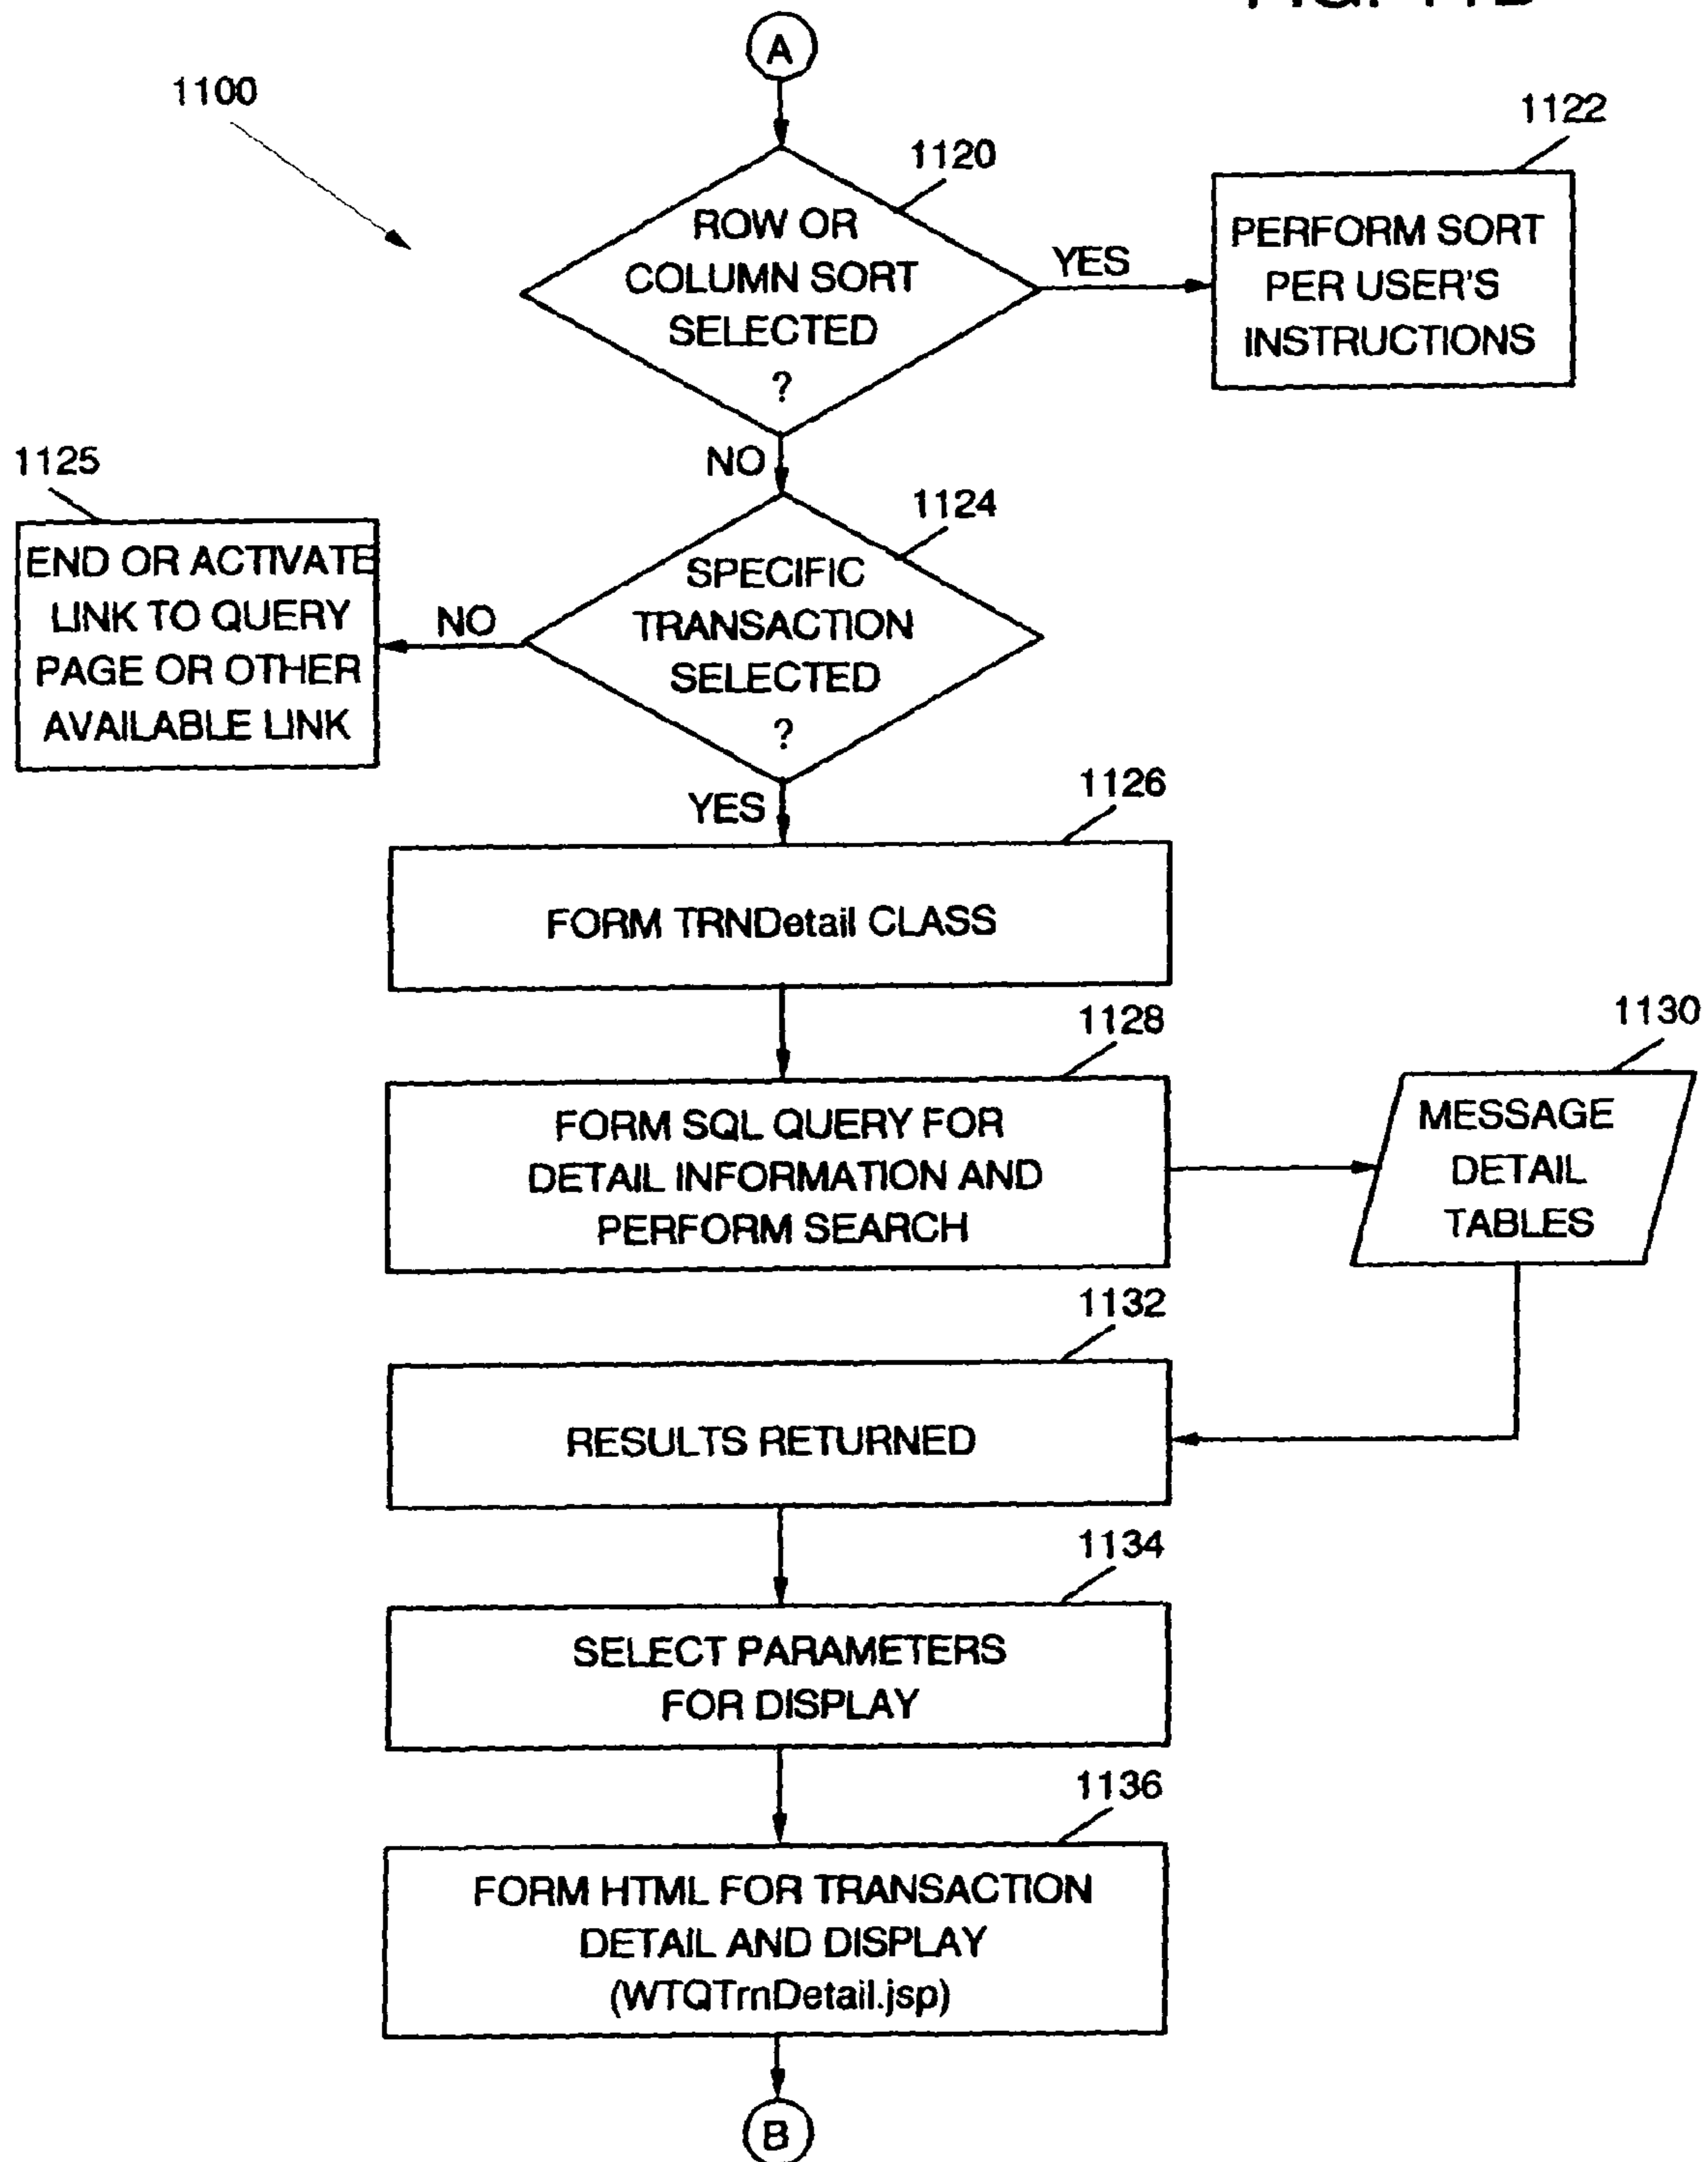 A
1100
1120
1122
ROW OR
COLUMN SORT
SELECTED
?
YES
PERFORM SORT
PER USER'S
INSTRUCTIONS
NO
1125
1124
END OR ACTIVATE
LINK TO QUERY
PAGE OR OTHER
AVAILABLE LINK
NO
SPECIFIC
TRANSACTION
SELECTED
?
YES
1126
FORM TRNDetail CLASS
1128
1130
FORM SQL QUERY FOR
DETAIL INFORMATION AND
PERFORM SEARCH
MESSAGE
DETAIL
TABLES
1132
RESULTS RETURNED
1134
SELECT PARAMETERS
FOR DISPLAY
1136
FORM HTML FOR TRANSACTION
DETAIL AND DISPLAY
(WTQTrnDetail.jsp)
B